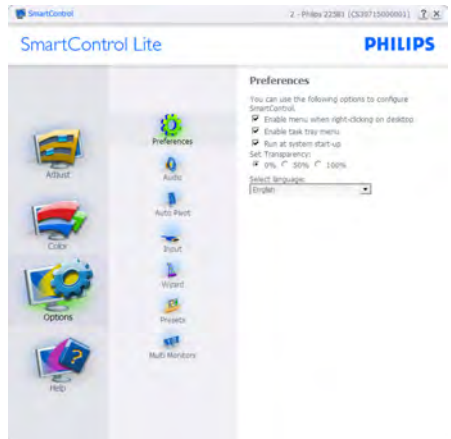 SmartControl
2 - Philips 225B1 (CS39715000001) ? X
SmartControl Lite
PHILIPS
Preferences
You can use the following options to configure
SmartControl.
Enable menu when right-clicking on desktop
Enable task tray menu
Run at system start-up
Set Transparency:
0% 50% 100%
Select language:
English
Adjust
Color
Options
Help
Preferences
Audio
Auto Pivot
Input
Wizard
Presets
Multi Monitors